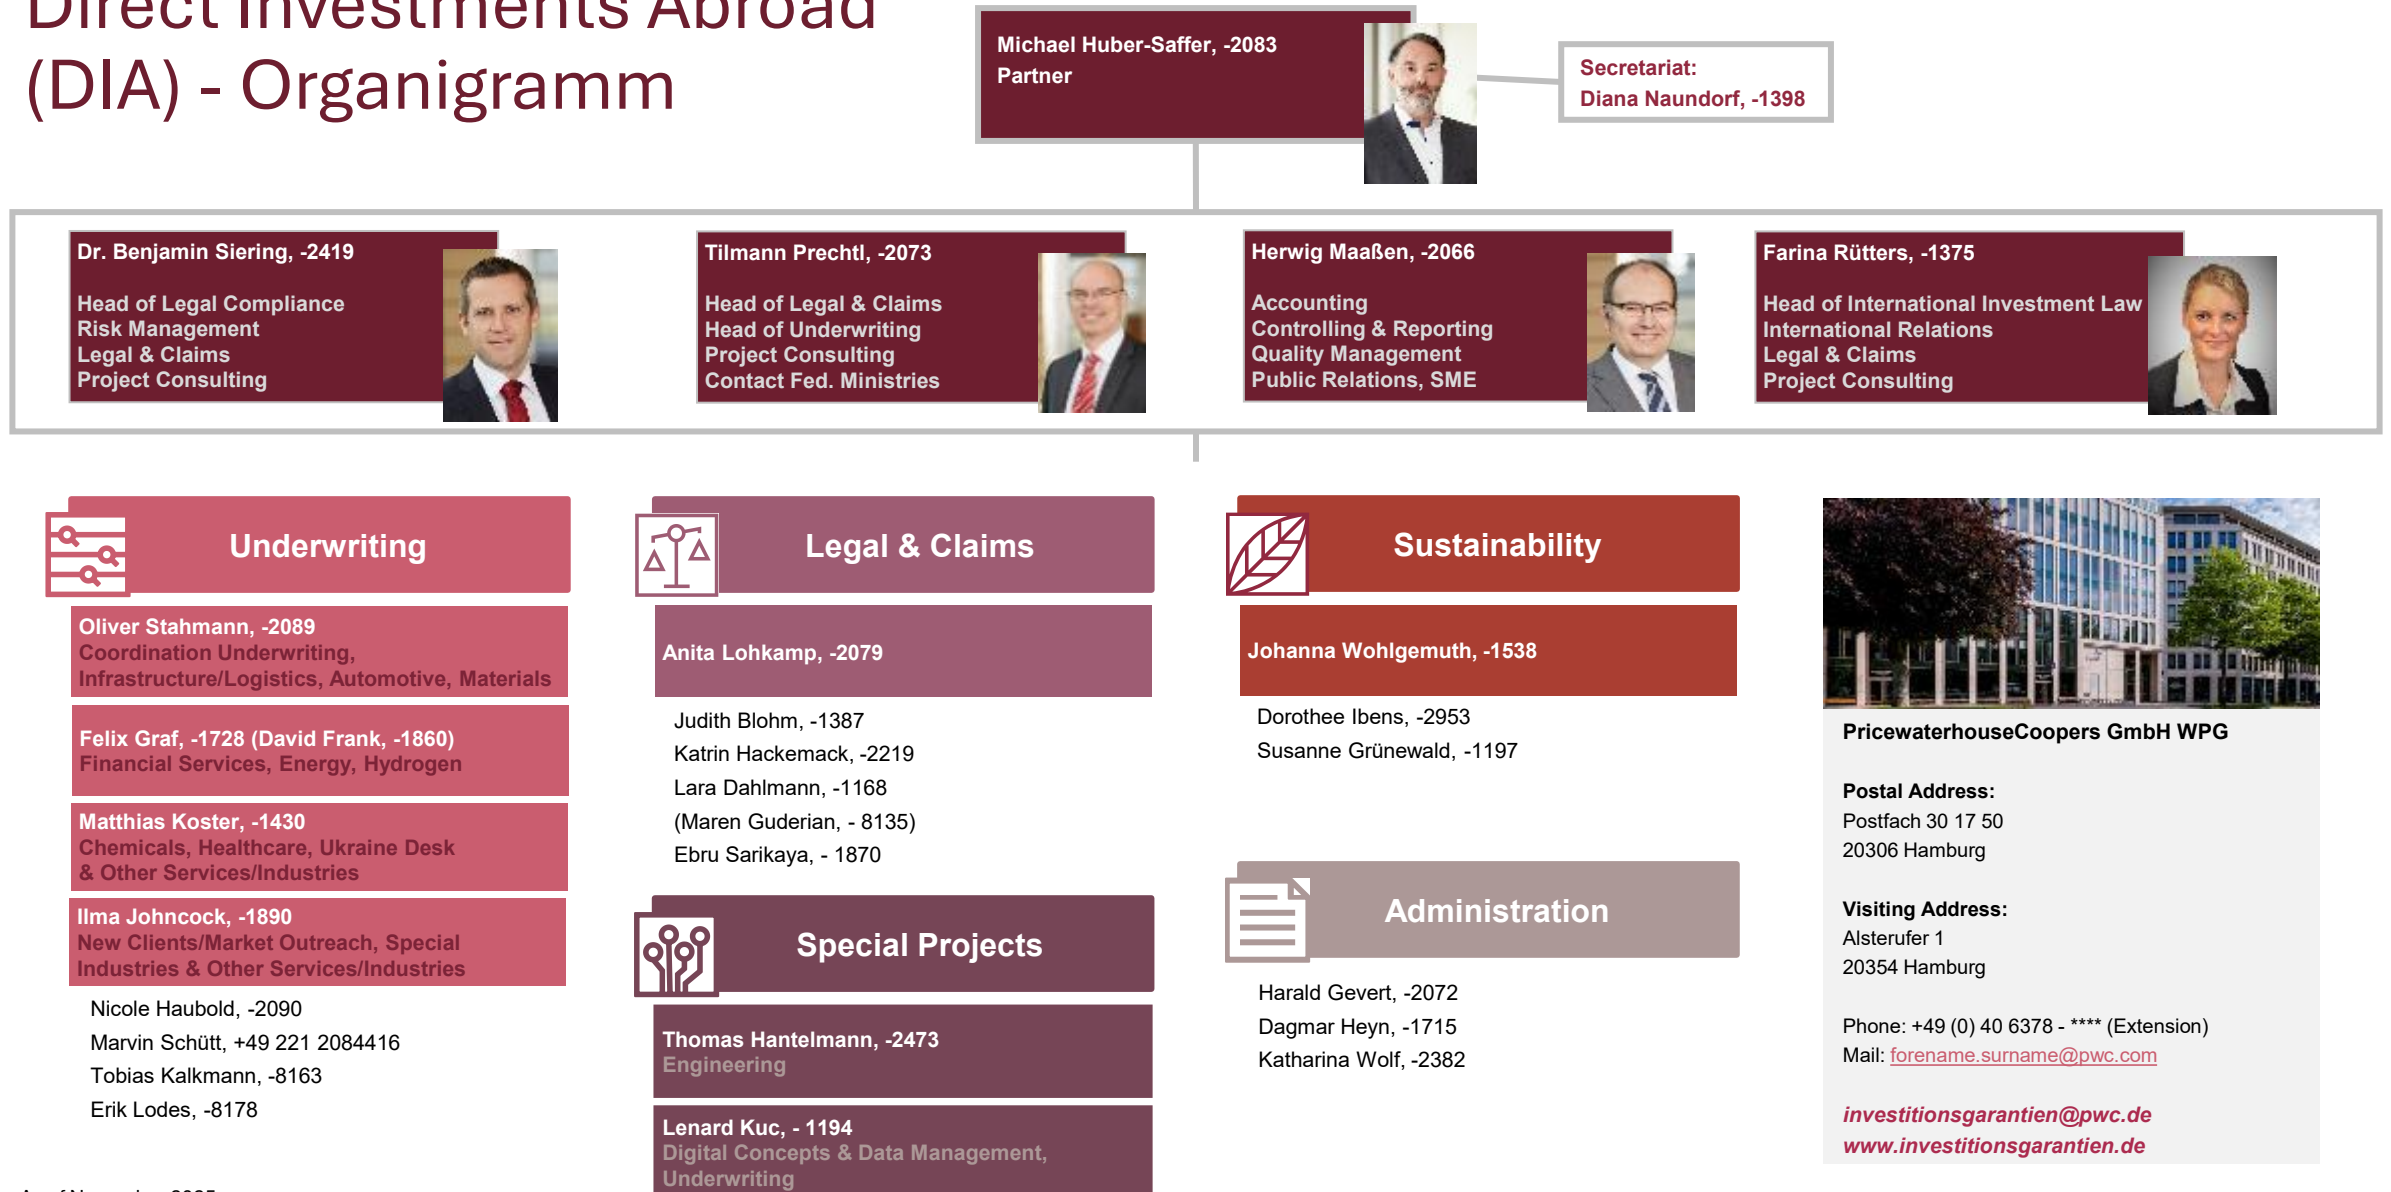 Direct Investments Abroad
(DIA) - Organigramm
Michael Huber-Saffer, -2083
Partner
Secretariat:
Diana Naundorf, -1398
Dr. Benjamin Siering, -2419
Head of Legal Compliance
Risk Management
Legal & Claims
Project Consulting
Tilmann Prechtl, -2073
Head of Legal & Claims
Head of Underwriting
Project Consulting
Contact Fed. Ministries
Herwig Maaßen, -2066
Accounting
Controlling & Reporting
Quality Management
Public Relations, SME
Farina Rütters, -1375
Head of International Investment Law
International Relations
Legal & Claims
Project Consulting
Underwriting
Oliver Stahmann, -2089
Coordination Underwriting,
Infrastructure/Logistics, Automotive, Materials
Felix Graf, -1728 (David Frank, -1860)
Financial Services, Energy, Hydrogen
Matthias Koster, -1430
Chemicals, Healthcare, Ukraine Desk
& Other Services/Industries
Ilma Johncock, -1890
New Clients/Market Outreach, Special
Industries & Other Services/Industries
Nicole Haubold, -2090
Marvin Schütt, +49 221 2084416
Tobias Kalkmann, -8163
Erik Lodes, -8178
Legal & Claims
Anita Lohkamp, -2079
Judith Blohm, -1387
Katrin Hackemack, -2219
Lara Dahlmann, -1168
(Maren Guderian, - 8135)
Ebru Sarikaya, - 1870
Special Projects
Thomas Hantelmann, -2473
Engineering
Lenard Kuc, - 1194
Digital Concepts & Data Management,
Underwriting
Sustainability
Johanna Wohlgemuth, -1538
Dorothee Ibens, -2953
Susanne Grünewald, -1197
Administration
Harald Gevert, -2072
Dagmar Heyn, -1715
Katharina Wolf, -2382
PricewaterhouseCoopers GmbH WPG
Postal Address:
Postfach 30 17 50
20306 Hamburg
Visiting Address:
Alsterufer 1
20354 Hamburg
Phone: +49 (0) 40 6378 - **** (Extension)
Mail: forename.surname@pwc.com
investitionsgarantien@pwc.de
www.investitionsgarantien.de